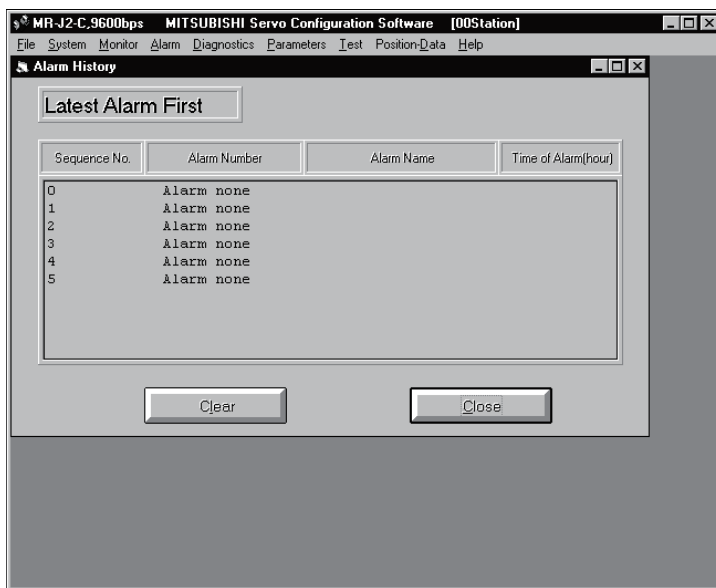 MR-J2-C,9600bps MITSUBISHI Servo Configuration Software [00Station]
File System Monitor Alarm Diagnostics Parameters Test Position-Data Help
Alarm History
Latest Alarm First
Sequence No. Alarm Number Alarm Name Time of Alarm(hour)
0 Alarm none
1 Alarm none
2 Alarm none
3 Alarm none
4 Alarm none
5 Alarm none
Clear Close